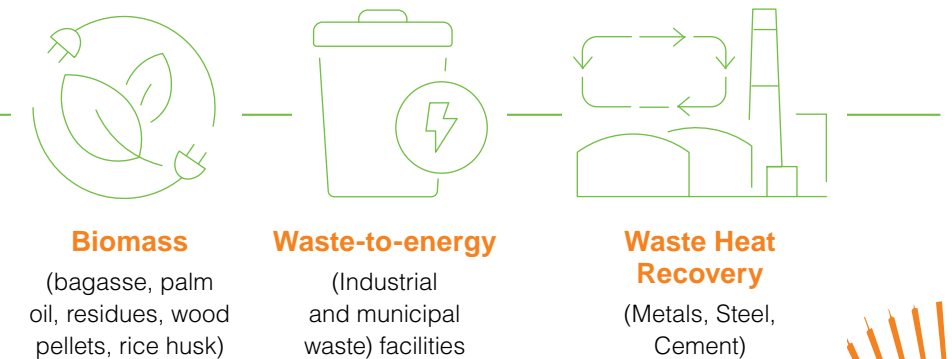 Biomass
(bagasse, palm
oil, residues, wood
pellets, rice husk)
Waste-to-energy
(Industrial
and municipal
waste) facilities
Waste Heat
Recovery
(Metals, Steel,
Cement)